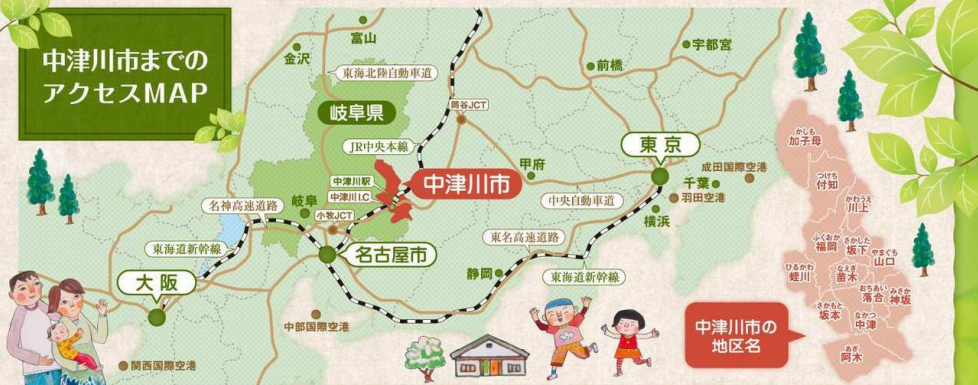 中津川市までの
アクセスMAP
富山
金沢
宇都宮
前橋
東海北陸自動車道
岡谷JCT
岐阜県
JR中央本線
東京
甲府
成田国際空港
中津川駅
中津川市
千葉
中津川I.C
羽田空港
中央自動車道
名神高速道路
岐阜
小牧JCT
横浜
東名高速道路
東海道新幹線
名古屋市
静岡
東海道新幹線
大阪
中部国際空港
関西国際空港
かしも
加子母
つけち
付知
かわうえ
川上
ふくおか
福岡
さかした
坂下
やまぐち
山口
ひるかわ
蛭川
なえぎ
苗木
おちあい
落合
みさか
神坂
さかもと
坂本
なかつ
中津
あぎ
阿木
中津川市の
地区名